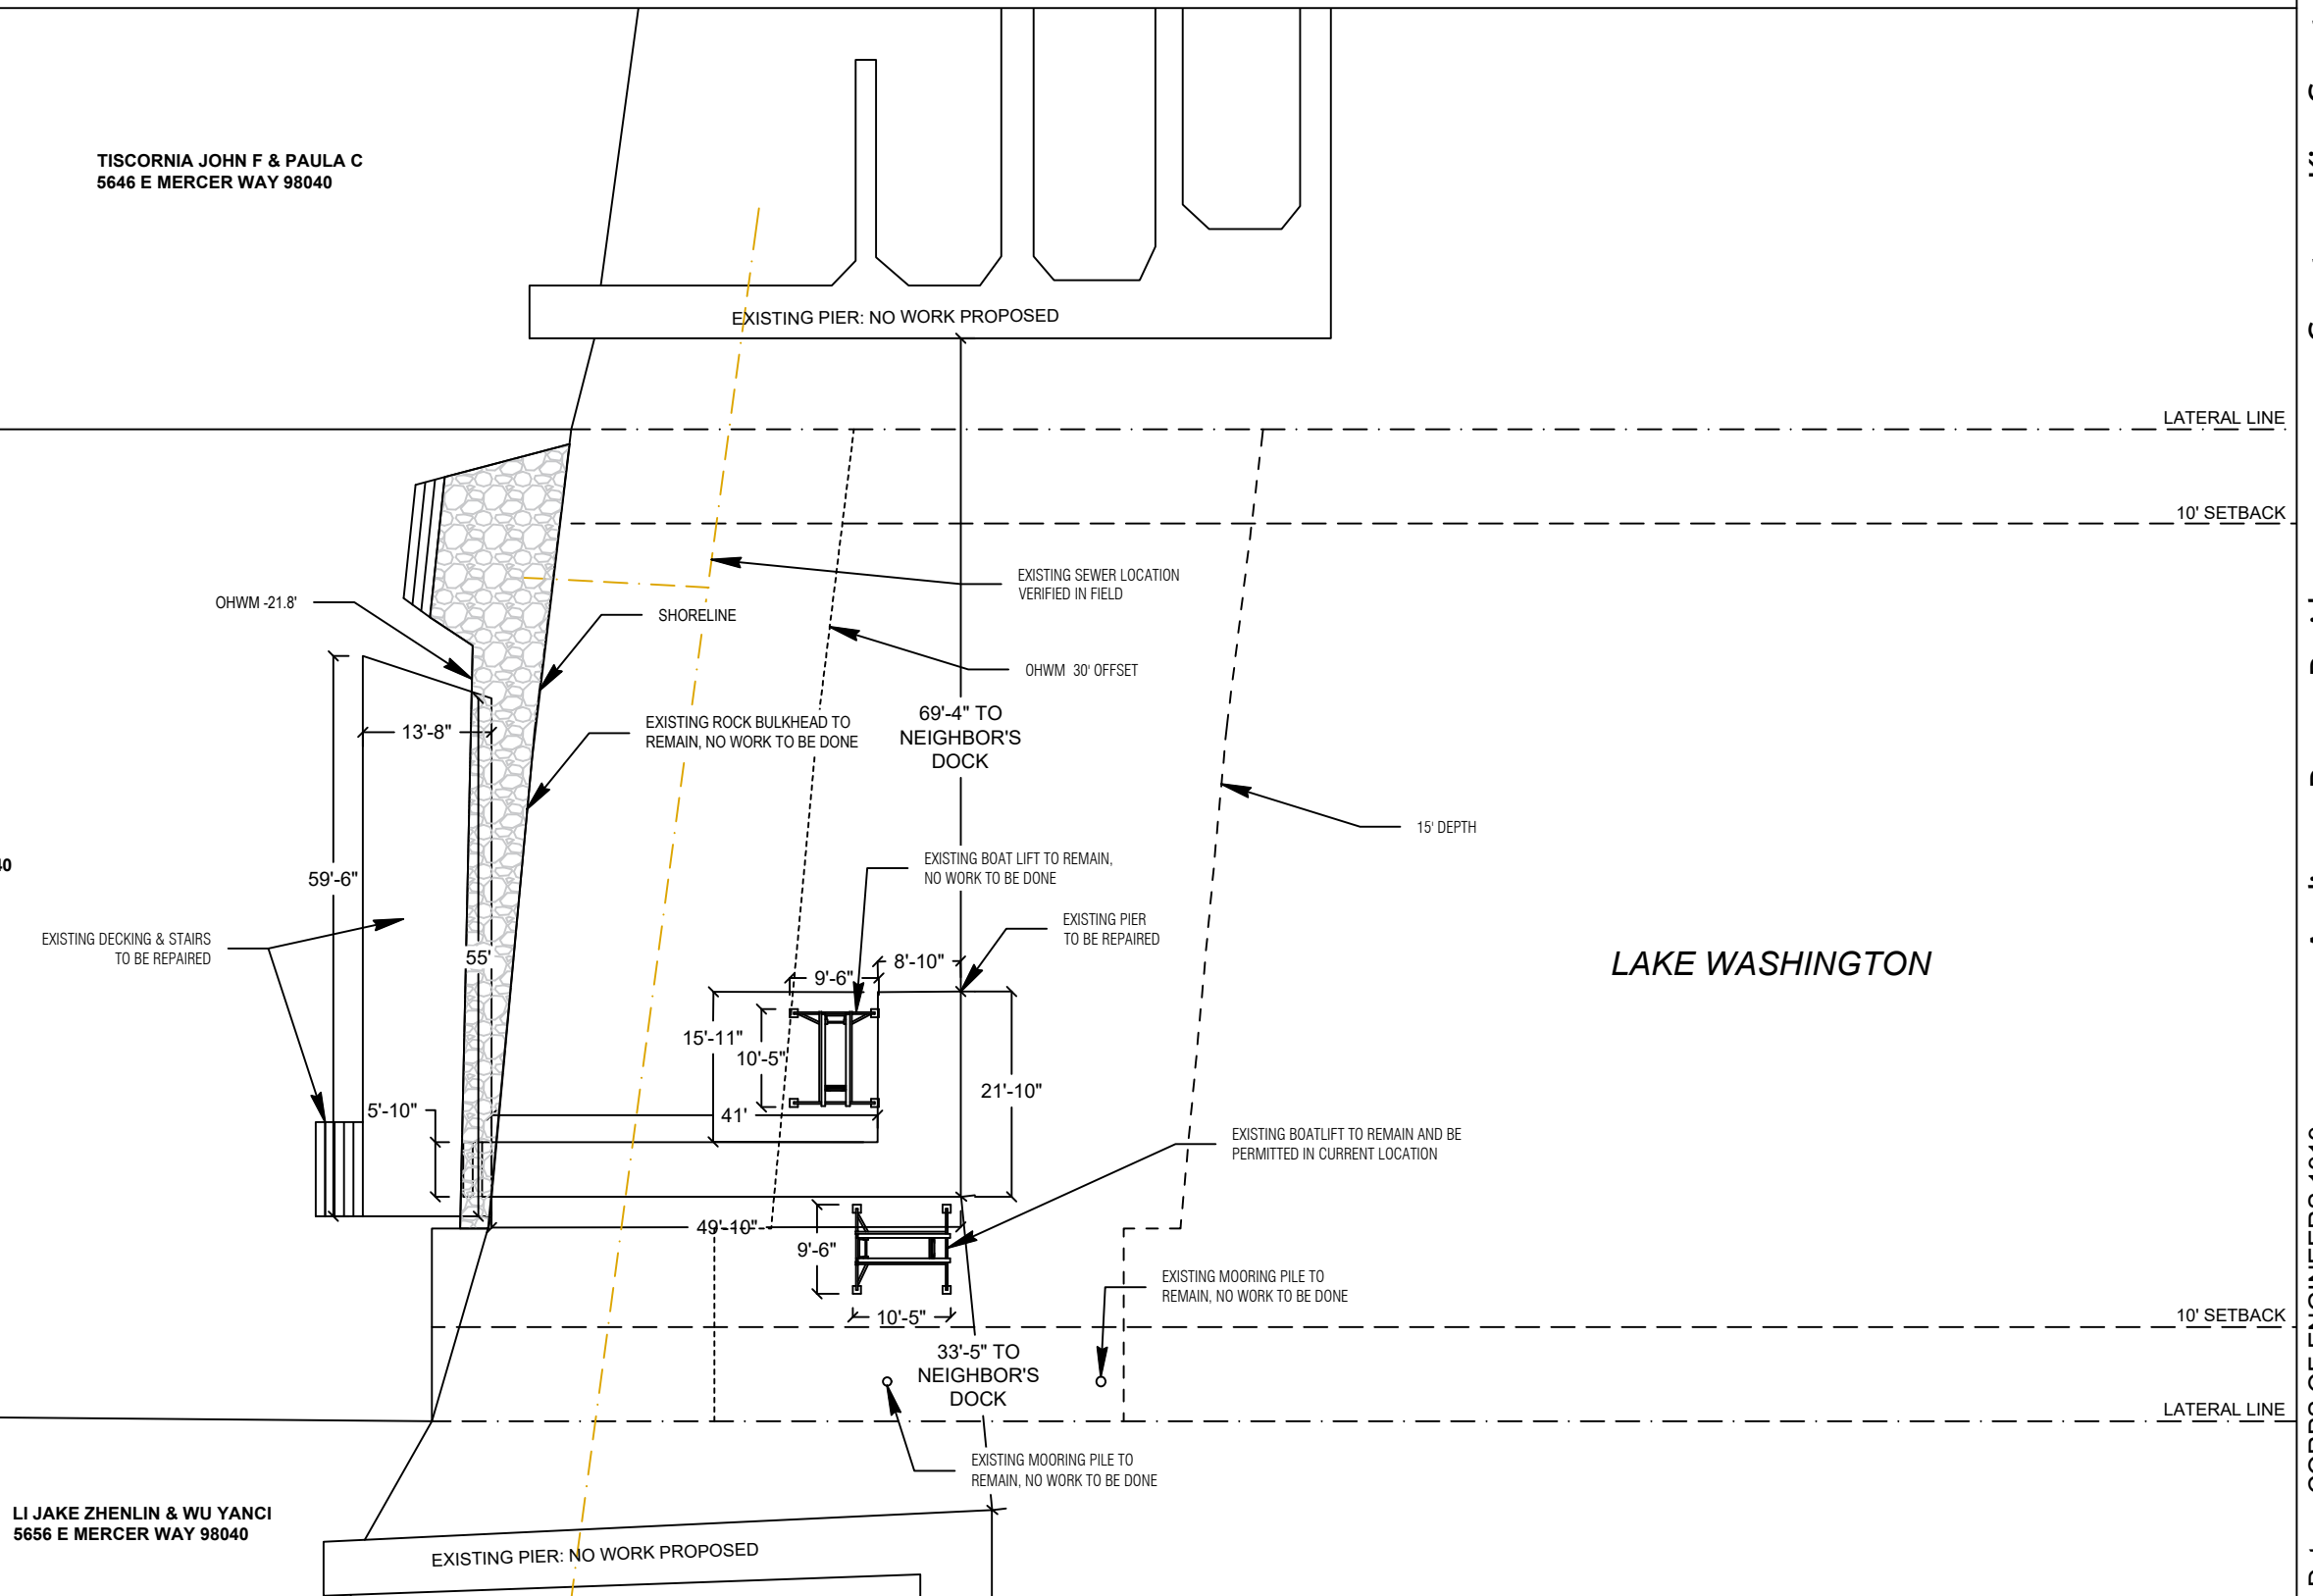 TISCORNIA JOHN F & PAULA C
5646 E MERCER WAY 98040
EXISTING PIER: NO WORK PROPOSED
LATERAL LINE
10' SETBACK
EXISTING SEWER LOCATION
VERIFIED IN FIELD
OHWM -21.8'
SHORELINE
OHWM 30' OFFSET
69'-4" TO
NEIGHBOR'S
DOCK
13'-8"
EXISTING ROCK BULKHEAD TO
REMAIN, NO WORK TO BE DONE
15' DEPTH
EXISTING BOAT LIFT TO REMAIN,
NO WORK TO BE DONE
59'-6"
EXISTING PIER
TO BE REPAIRED
EXISTING DECKING & STAIRS
TO BE REPAIRED
55'
LAKE WASHINGTON
8'-10"
9'-6"
15'-11"
10'-5"
21'-10"
5'-10"
41'
EXISTING BOATLIFT TO REMAIN AND BE
PERMITTED IN CURRENT LOCATION
49'-10"
9'-6"
EXISTING MOORING PILE TO
REMAIN, NO WORK TO BE DONE
10'-5"
10' SETBACK
33'-5" TO
NEIGHBOR'S
DOCK
LATERAL LINE
EXISTING MOORING PILE TO
REMAIN, NO WORK TO BE DONE
LI JAKE ZHENLIN & WU YANCI
5656 E MERCER WAY 98040
EXISTING PIER: NO WORK PROPOSED